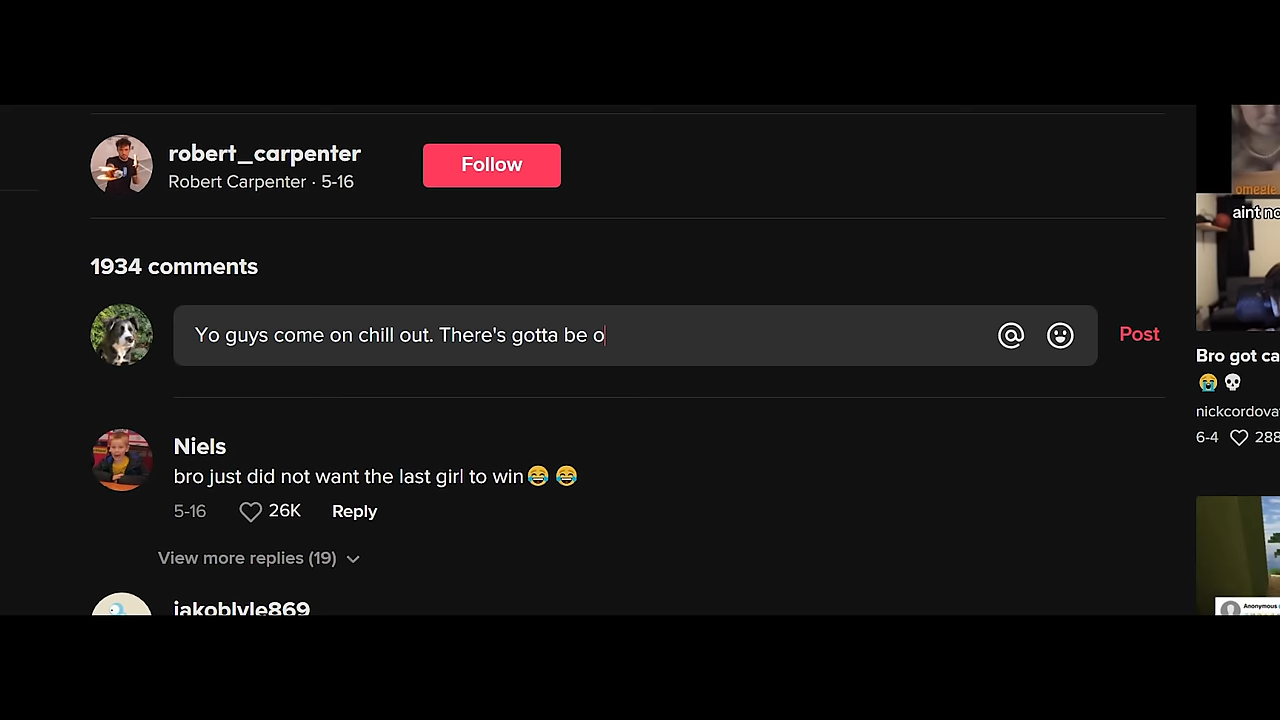 robert_carpenter
Robert Carpenter · 5-16
Follow
1934 comments
Yo guys come on chill out. There's gotta be o
Post
Niels
bro just did not want the last girl to win😂 😂
5-16
26K
Reply
View more replies (19)
jakoblyle869
omegle
aint no
Bro got ca
😭💀
nickcordova
6-4
288
Anonymous